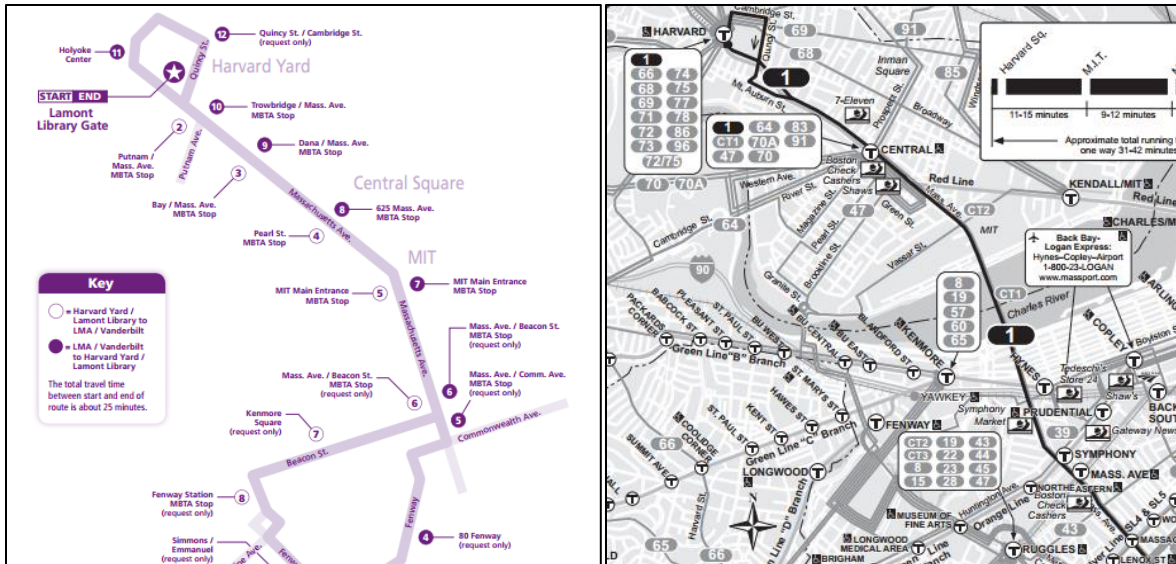 12
Quincy St. / Cambridge St.
(request only)
11
Holyoke
Center
Quincy St.
Harvard Yard
START END
Lamont
Library Gate
10
Trowbridge / Mass. Ave.
MBTA Stop
2
Putnam /
Mass. Ave.
MBTA Stop
Putnam Ave.
9
Dana / Mass. Ave.
MBTA Stop
3
Bay / Mass. Ave.
MBTA Stop
Massachusetts Ave.
Central Square
8
625 Mass. Ave.
MBTA Stop
Pearl St.
MBTA Stop
4
MIT
7
MIT Main Entrance
MBTA Stop
MIT Main Entrance
MBTA Stop
5
Massachusetts Ave.
Key
= Harvard Yard /
Lamont Library to
LMA / Vanderbilt
= LMA / Vanderbilt
to Harvard Yard /
Lamont Library
The total travel time
between start and end of
route is about 25 minutes.
Mass. Ave. / Beacon St.
MBTA Stop
(request only)
6
Mass. Ave. / Comm. Ave.
MBTA Stop
(request only)
5
Mass. Ave. / Beacon St.
MBTA Stop
(request only)
6
Commonwealth Ave.
Kenmore
Square
(request only)
7
Beacon St.
Fenway Station
MBTA Stop
(request only)
8
Fenway
4
80 Fenway
(request only)
Simmons /
Emmanuel
(request only)
Cambridge St.
HARVARD
Quincy St.
69
91
68
1
66 74
68 75
69 77
71 78
72 86
73 96
72/75
Mt Auburn St.
1
Inman
Square
85
7-Eleven
Prospect St.
Broadway
1 64 83
CT1 70A 91
47 70
CENTRAL
Boston
Check
Cashers
Shaws
Harvard Sq.
M.I.T.
11-15 minutes
9-12 minutes
Approximate total running
one way 31-42 minutes
70 70A
Western Ave.
River St.
Magazine St.
Pearl St.
Brookline St.
47
Green St.
Mass. Ave.
Red Line
KENDALL/MIT
Red Line
CT2
MIT
CHARLES/M
64
Cambridge St.
Vassar St.
90
Granite St.
Back Bay-
Logan Express:
Hynes–Copley–Airport
1-800-23-LOGAN
www.massport.com
8
19
57
60
65
CT1
Charles River
1
PACKARDS
CORNER
BABCOCK ST.
PLEASANT ST.
ST. PAUL ST.
BU WEST
BU CENTRAL
BU EAST
BLANDFORD ST.
KENMORE
Green Line "B" Branch
HYNES
COPLEY
Boylston St
Tedeschi's
Store 24
Shaw's
YAWKEY
Symphony
Market
PRUDENTIAL
Gateway News
39
ST. MARYS ST.
HAWES ST.
KENT ST.
ST. PAUL ST.
COOLIDGE
CORNER
SUMMIT AVE.
66
Green Line "C" Branch
FENWAY
CT2 19 43
CT3 22 44
8 23 45
15 28 47
SYMPHONY
MASS. AVE
LONGWOOD
Harvard St.
Huntington Ave.
NORTHEASTERN
Boston
Check
Cashers
Orange Line
MUSEUM OF
FINE ARTS
43
SL4 & SL5
65
66
LONGWOOD
MEDICAL AREA
BRIGHAM
RUGGLES
LENOX ST